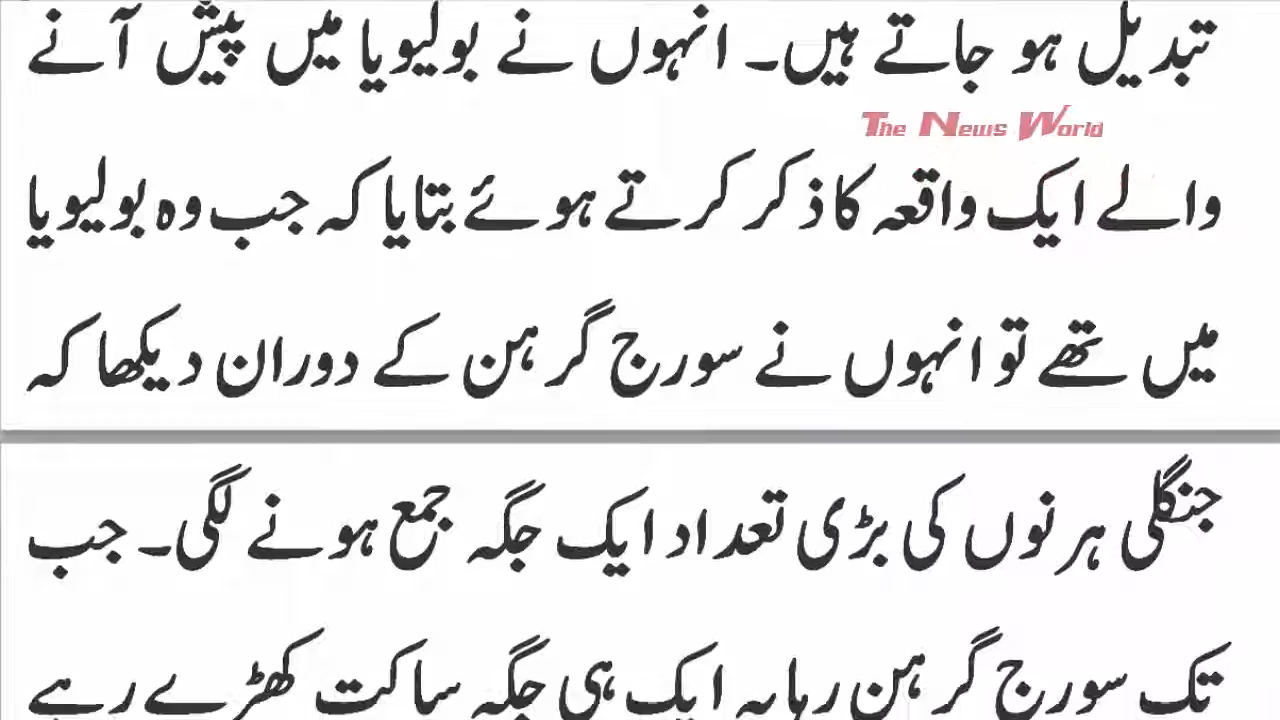 تبدیل ہو جاتے ہیں۔ انہوں نے بولیویا میں پیش آنے
The News World
والے ایک واقعہ کا ذکر کرتے ہوئے بتایا کہ جب وہ بولیویا
میں تھے تو انہوں نے سورج گرہن کے دوران دیکھا کہ
جنگلی ہرنوں کی بڑی تعداد ایک جگہ جمع ہونے لگی۔ جب
تک سورج گرہن رہا یہ ایک ہی جگہ ساکت کھڑے رہے